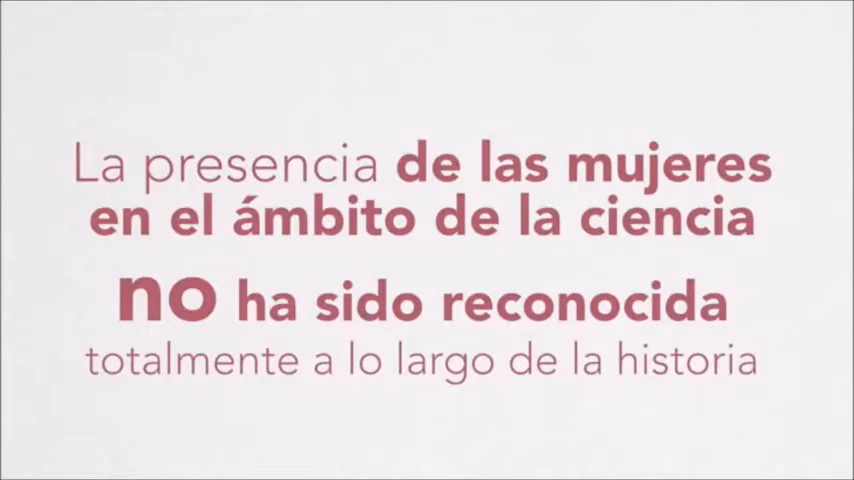 La presencia de las mujeres
en el ámbito de la ciencia
no ha sido reconocida
totalmente a lo largo de la historia